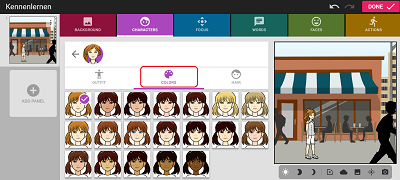 Kennenlernen
DONE
BACKGROUND
CHARACTERS
FOCUS
WORDS
FACES
ACTIONS
ADD PANEL
OUTFIT
COLORS
HAIR